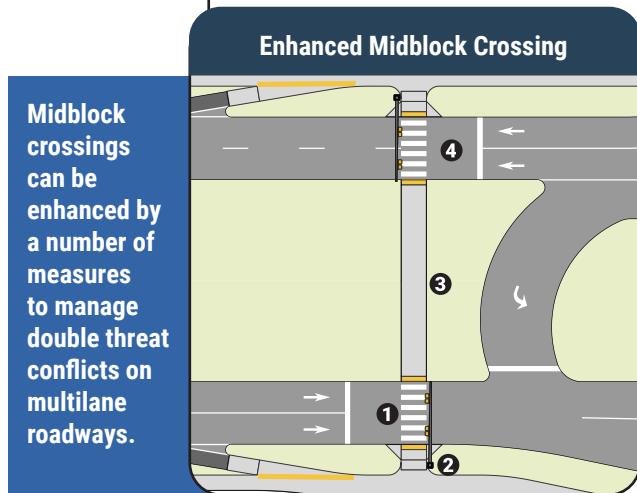 Enhanced Midblock Crossing
Midblock
crossings
can be
enhanced by
a number of
measures
to manage
double threat
conflicts on
multilane
roadways.
4
3
1
2